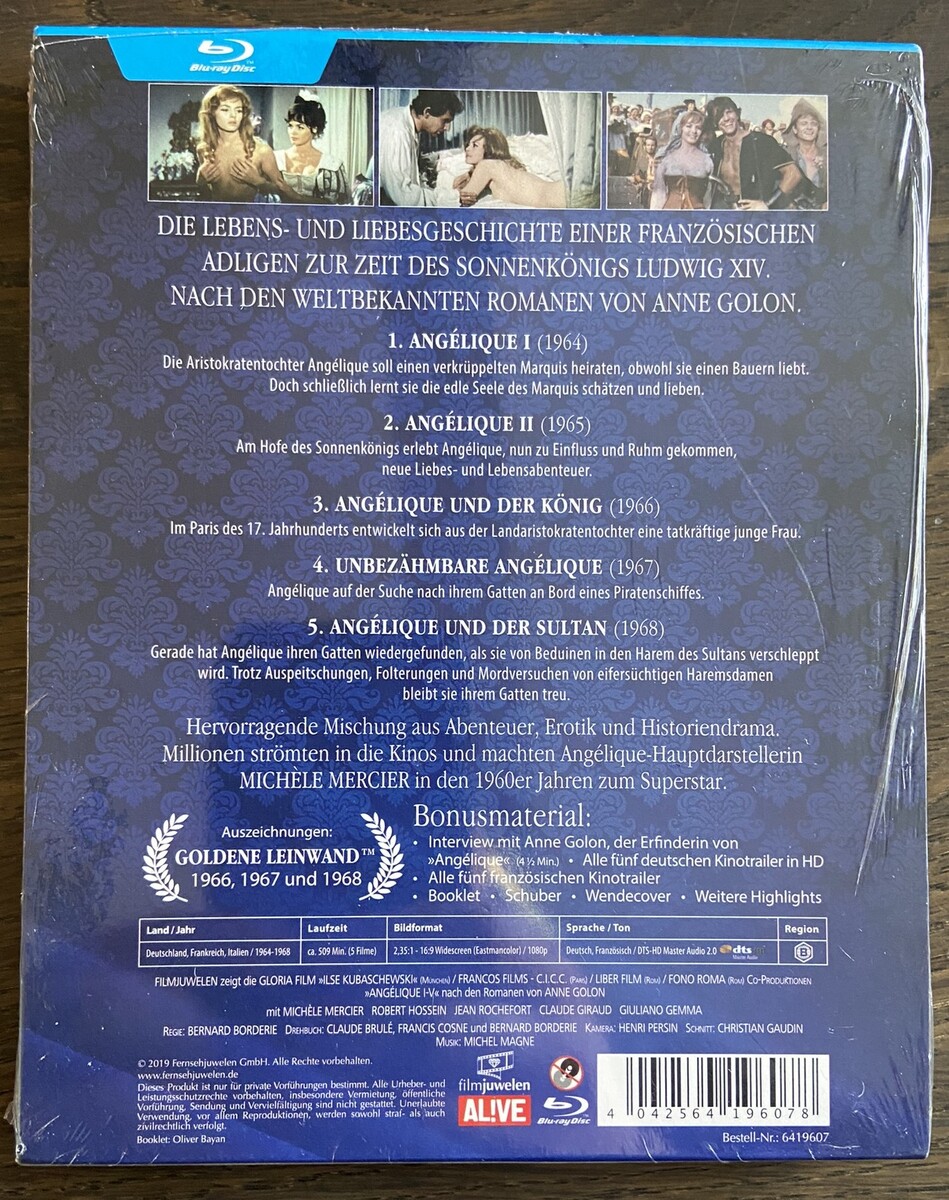 Blu-ray Disc™
DIE LEBENS- UND LIEBESGESCHICHTE EINER FRANZÖSISCHEN
ADLIGEN ZUR ZEIT DES SONNENKÖNIGS LUDWIG XIV.
NACH DEN WELTBEKANNTEN ROMANEN VON ANNE GOLON.
1. ANGÉLIQUE I (1964)
Die Aristokratentochter Angélique soll einen verkrüppelten Marquis heiraten, obwohl sie einen Bauern liebt.
Doch schließlich lernt sie die edle Seele des Marquis schätzen und lieben.
2. ANGÉLIQUE II (1965)
Am Hofe des Sonnenkönigs erlebt Angélique, nun zu Einfluss und Ruhm gekommen,
neue Liebes- und Lebensabenteuer.
3. ANGÉLIQUE UND DER KÖNIG (1966)
Im Paris des 17. Jahrhunderts entwickelt sich aus der Landaristokratentochter eine tatkräftige junge Frau.
4. UNBEZÄHMBARE ANGÉLIQUE (1967)
Angélique auf der Suche nach ihrem Gatten an Bord eines Piratenschiffes.
5. ANGÉLIQUE UND DER SULTAN (1968)
Gerade hat Angélique ihren Gatten wiedergefunden, als sie von Beduinen in den Harem des Sultans verschleppt
wird. Trotz Auspeitschungen, Folterungen und Mordversuchen von eifersüchtigen Haremsdamen
bleibt sie ihrem Gatten treu.
Hervorragende Mischung aus Abenteuer, Erotik und Historiendrama.
Millionen strömten in die Kinos und machten Angélique-Hauptdarstellerin
MICHÈLE MERCIER in den 1960er Jahren zum Superstar.
Auszeichnungen:
GOLDENE LEINWAND™
1966, 1967 und 1968
Bonusmaterial:
• Interview mit Anne Golon, der Erfinderin von
»Angélique« (4 ½ Min.) • Alle fünf deutschen Kinotrailer in HD
• Alle fünf französischen Kinotrailer
• Booklet • Schuber • Wendecover • Weitere Highlights
Land / Jahr Laufzeit Bildformat Sprache / Ton Region
Deutschland, Frankreich, Italien / 1964-1968 ca. 509 Min. (5 Filme) 2,35:1 - 16:9 Widescreen (Eastmancolor) / 1080p Deutsch, Französisch / DTS-HD Master Audio 2.0 dts Master Audio B
FILMJUWELEN zeigt die GLORIA FILM »ILSE KUBASCHEWSKI« (München) / FRANCOS FILMS - C.I.C.C. (Paris) / LIBER FILM (Rom) / FONO ROMA (Rom) Co-Produktionen
»ANGÉLIQUE I-V« nach den Romanen von ANNE GOLON
mit MICHÈLE MERCIER ROBERT HOSSEIN JEAN ROCHEFORT CLAUDE GIRAUD GIULIANO GEMMA
Regie: BERNARD BORDERIE Drehbuch: CLAUDE BRULÉ, FRANCIS COSNE und BERNARD BORDERIE Kamera: HENRI PERSIN Schnitt: CHRISTIAN GAUDIN
Musik: MICHEL MAGNE
© 2019 Fernsehjuwelen GmbH. Alle Rechte vorbehalten.
www.fernsehjuwelen.de
Dieses Produkt ist nur für private Vorführungen bestimmt. Alle Urheber- und
Leistungsschutzrechte vorbehalten, insbesondere Vermietung, öffentliche
Vorführung, Sendung und Vervielfältigung sind nicht gestattet. Unerlaubte
Verwendung, vor allem Reproduktionen, werden sowohl straf- als auch
zivilrechtlich verfolgt.
Booklet: Oliver Bayan
filmjuwelen
AL!VE
Blu-ray Disc
4 042564 196078
Bestell-Nr.: 6419607